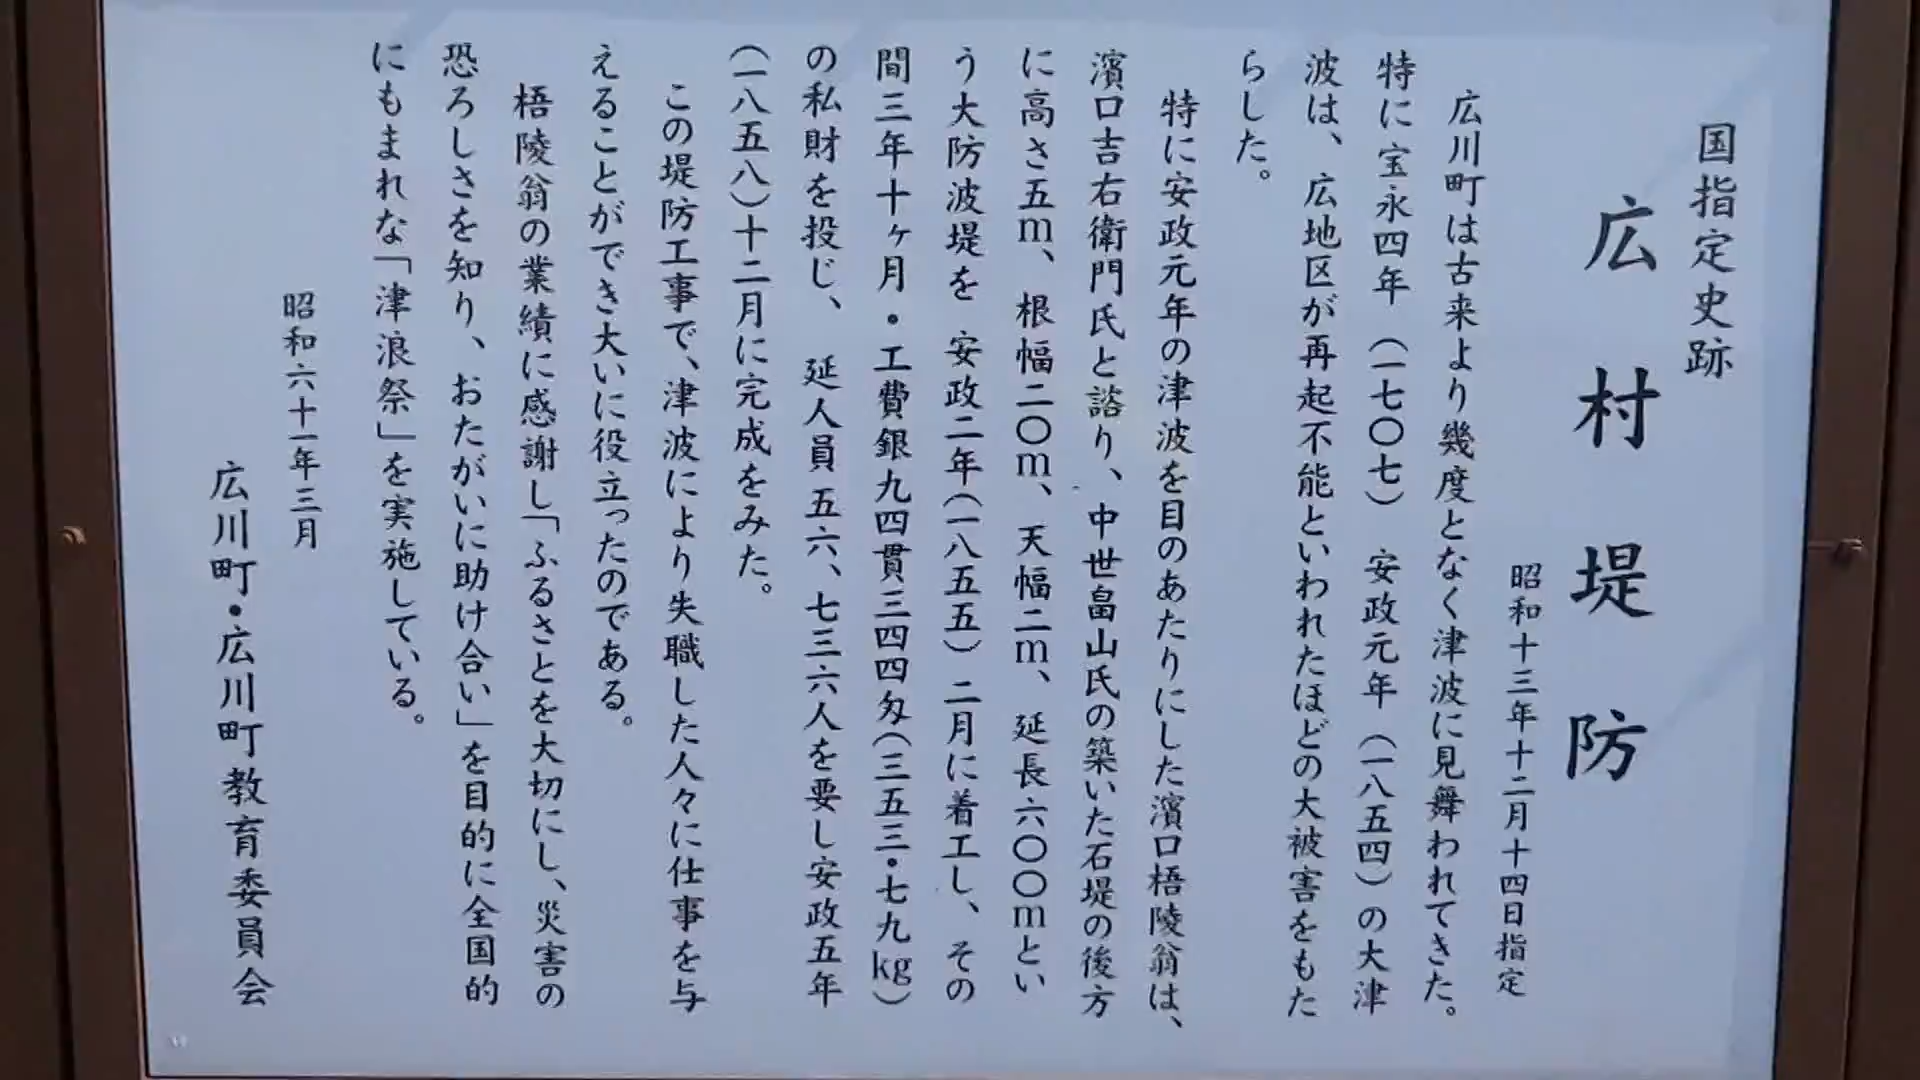 国指定史跡
広村堤防
昭和十三年十二月十四日指定
広川町は古来より幾度となく津波に見舞われてきた。
特に宝永四年（一七〇七）　安政元年（一八五四）の大津
波は、広地区が再起不能といわれたほどの大被害をもた
らした。
特に安政元年の津波を目のあたりにした濱口梧陵翁は、
濱口吉右衛門氏と諮り、中世畠山氏の築いた石堤の後方
に高さ五m、根幅二〇m、天幅二m、延長六〇〇mとい
う大防波堤を　安政二年（一八五五）二月に着工し、その
間三年十ヶ月・工費銀九四貫三四四匁（三五三・七九kg）
の私財を投じ、延人員五六、七三六人を要し安政五年
（一八五八）十二月に完成をみた。
この堤防工事で、津波により失職した人々に仕事を与
えることができ大いに役立ったのである。
梧陵翁の業績に感謝し「ふるさとを大切にし、災害の
恐ろしさを知り、おたがいに助け合い」を目的に全国的
にもまれな「津浪祭」を実施している。
昭和六十一年三月
広川町・広川町教育委員会